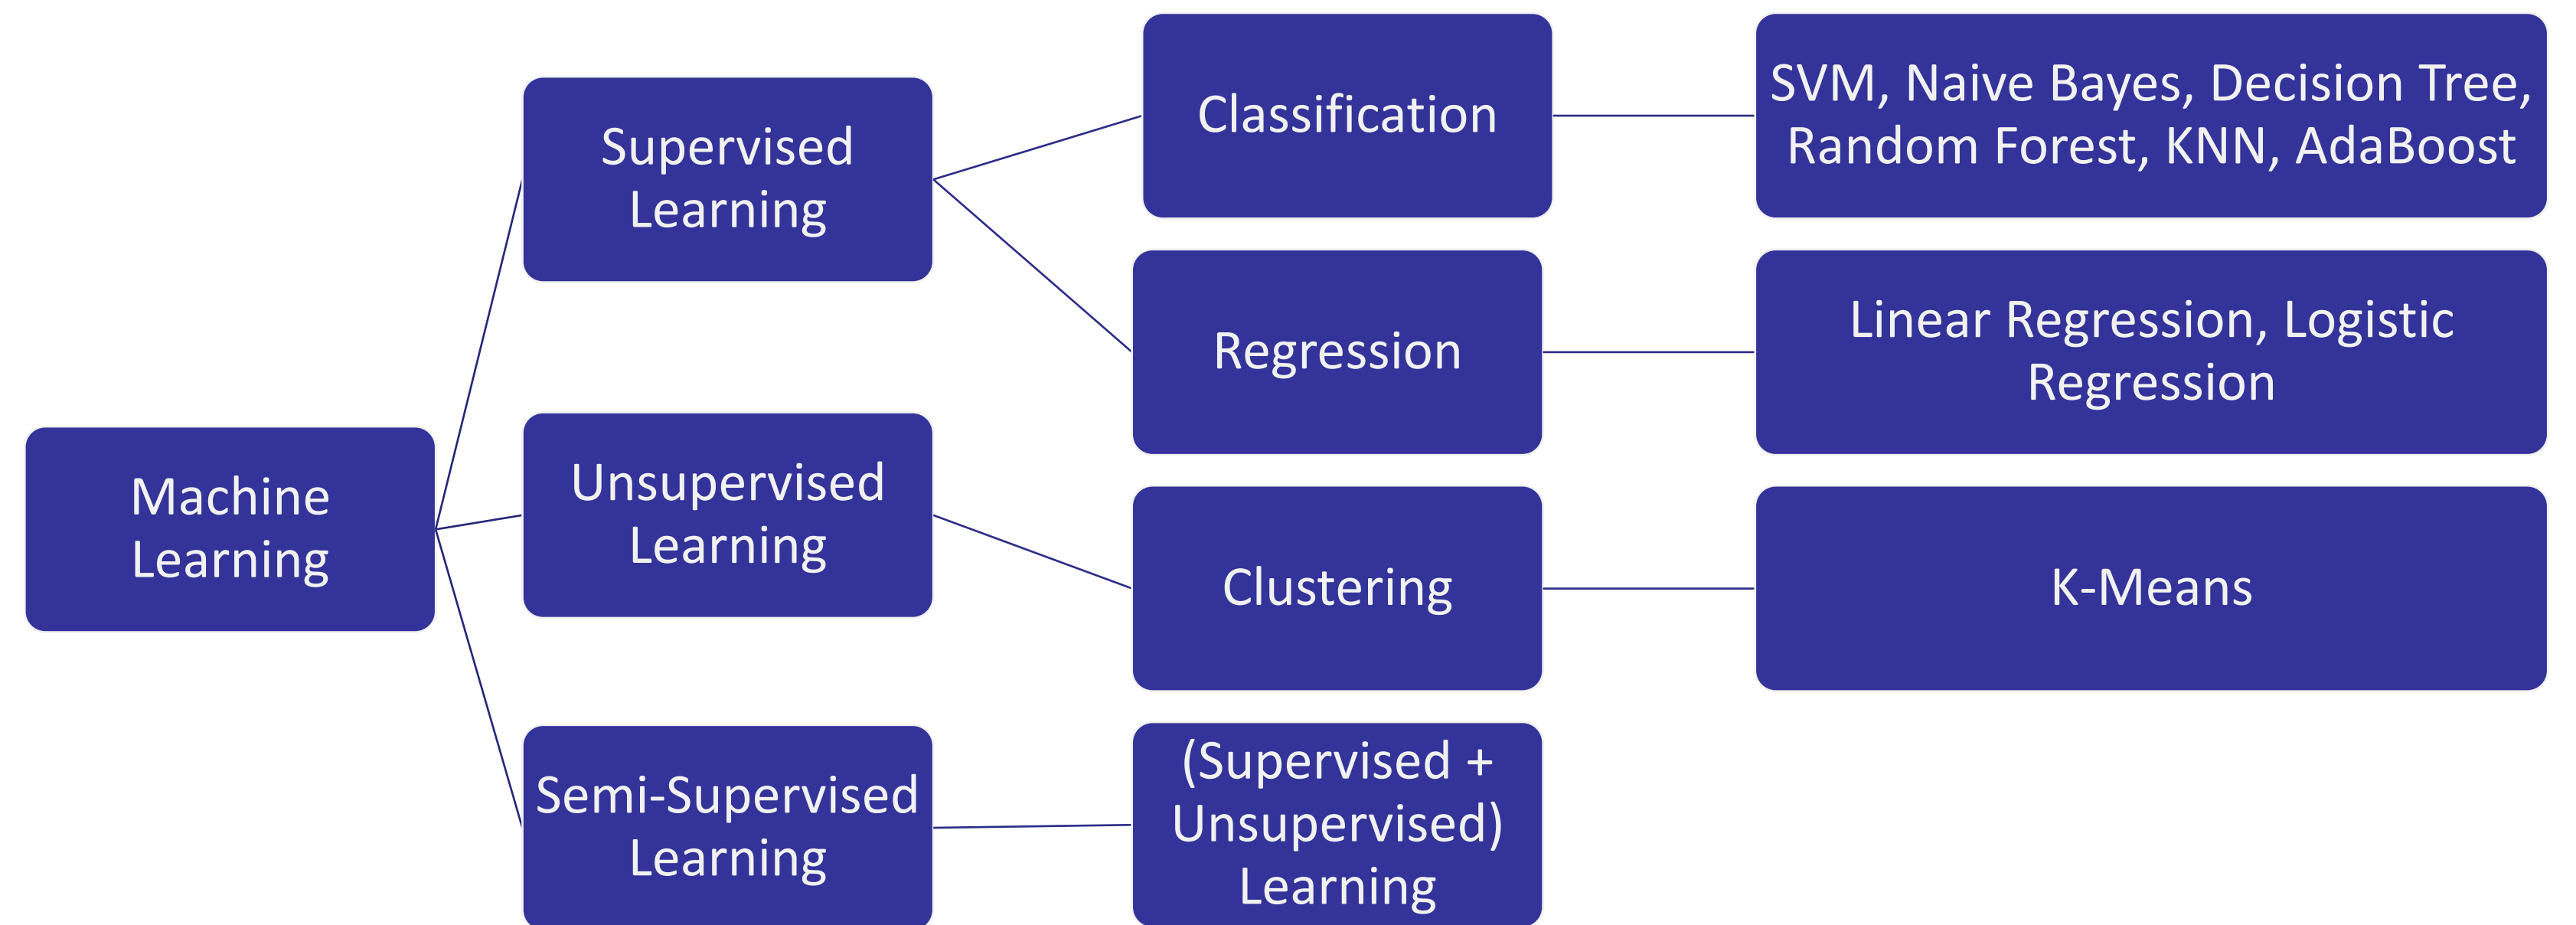 Machine
Learning
Supervised
Learning
Unsupervised
Learning
Semi-Supervised
Learning
Classification
Regression
Clustering
(Supervised +
Unsupervised)
Learning
SVM, Naive Bayes, Decision Tree,
Random Forest, KNN, AdaBoost
Linear Regression, Logistic
Regression
K-Means